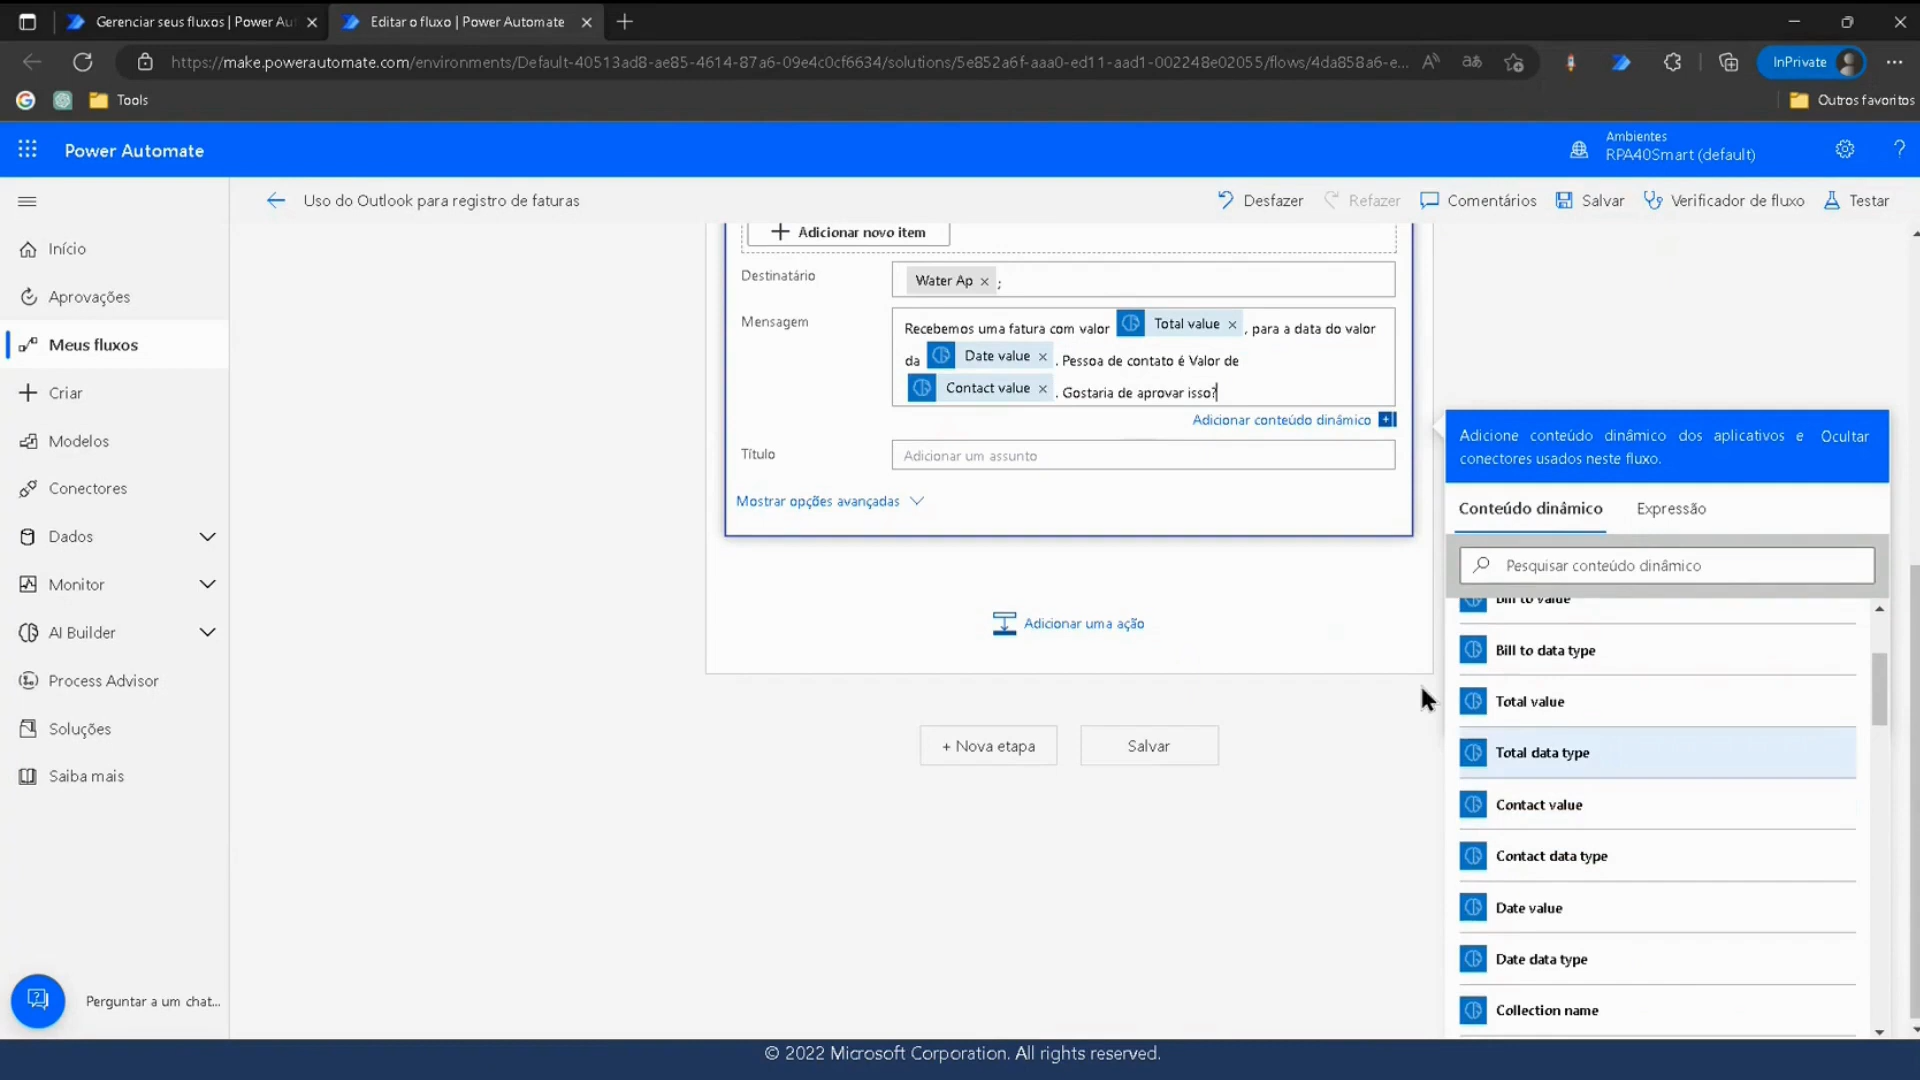 Gerenciar seus fluxos | Power Au
Editar o fluxo | Power Automate
https://make.powerautomate.com/environments/Default-40513ad8-ae85-4614-87a6-09e4c0cf6634/solutions/5e852a6f-aaa0-ed11-aad1-002248e02055/flows/4da858a6-e...
InPrivate
Tools
Outros favoritos
Power Automate
Ambientes
RPA40Smart (default)
Uso do Outlook para registro de faturas
Desfazer
Refazer
Comentários
Salvar
Verificador de fluxo
Testar
Início
Aprovações
Meus fluxos
Criar
Modelos
Conectores
Dados
Monitor
AI Builder
Process Advisor
Soluções
Saiba mais
Perguntar a um chat...
Adicionar novo item
Destinatário
Water Ap ;
Mensagem
Recebemos uma fatura com valor Total value , para a data do valor
da Date value . Pessoa de contato é Valor de
Contact value . Gostaria de aprovar isso?
Adicionar conteúdo dinâmico
Título
Adicionar um assunto
Mostrar opções avançadas
Adicionar uma ação
+ Nova etapa
Salvar
Adicione conteúdo dinâmico dos aplicativos e
conectores usados neste fluxo.
Ocultar
Conteúdo dinâmico
Expressão
Pesquisar conteúdo dinâmico
Bill to value
Bill to data type
Total value
Total data type
Contact value
Contact data type
Date value
Date data type
Collection name
© 2022 Microsoft Corporation. All rights reserved.